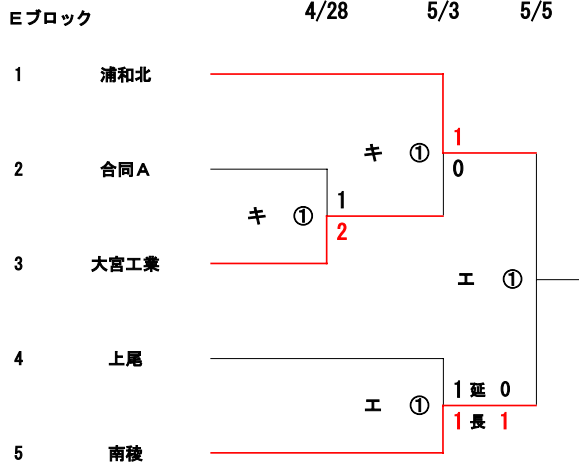 Eブロック 4/28 5/3 5/5
1 浦和北
キ ① 1
0
2 合同A
キ ① 1
2
3 大宮工業
エ ①
4 上尾
エ ① 1 延 0
1 長 1
5 南稜